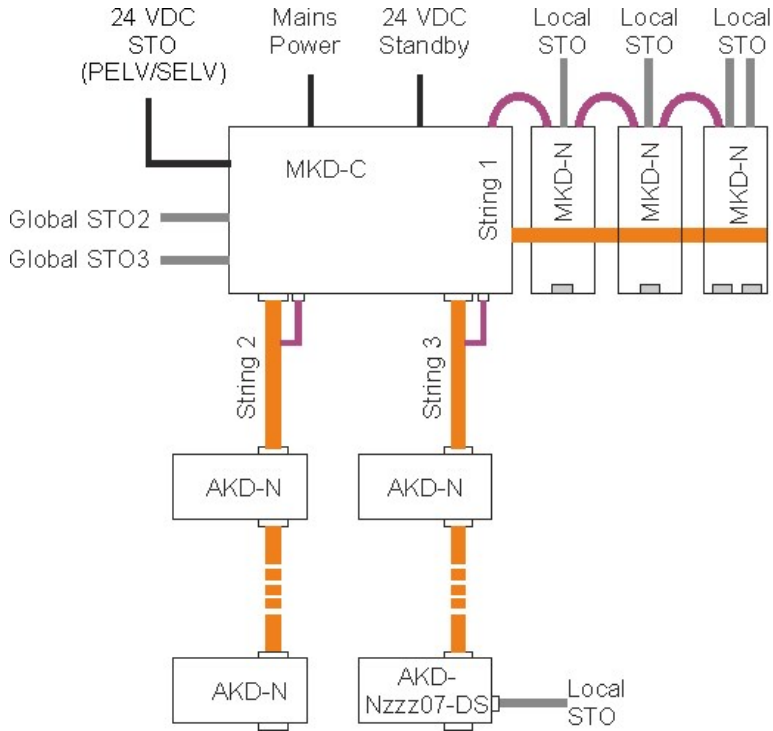 24 VDC
STO
(PELV/SELV)
Mains
Power
24 VDC
Standby
Local
STO
Local
STO
Local
STO
MKD-C
String 1
MKD-N
MKD-N
MKD-N
Global STO2
Global STO3
String 2
String 3
AKD-N
AKD-N
AKD-N
AKD-
Nzzz07-DS
Local
STO